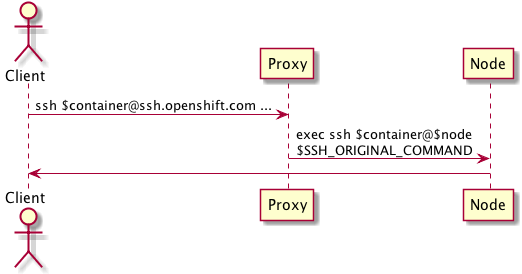 Client
Proxy
Node
ssh $container@ssh.openshift.com ...
exec ssh $container@$node
$SSH_ORIGINAL_COMMAND
Client
Proxy
Node